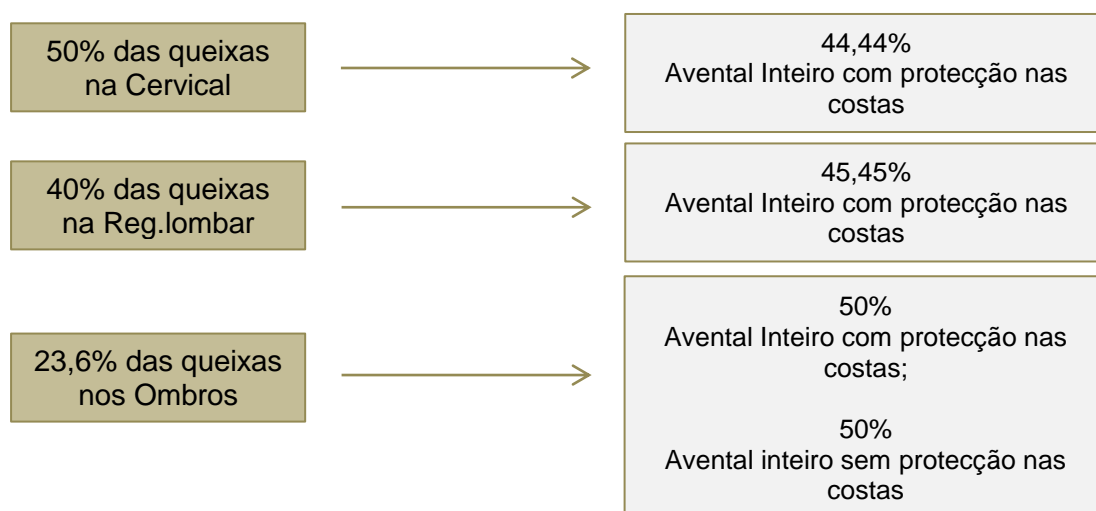 50% das queixas
na Cervical
44,44%
Avental Inteiro com protecção nas
costas
40% das queixas
na Reg.lombar
45,45%
Avental Inteiro com protecção nas
costas
23,6% das queixas
nos Ombros
50%
Avental Inteiro com protecção nas
costas;
50%
Avental inteiro sem protecção nas
costas